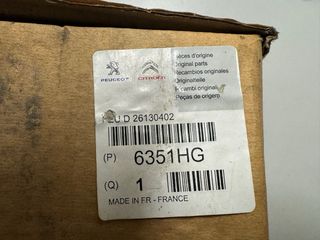 PEUGEOT
CITROËN
Pièces d'origine
Original parts
Recambios originales
Originalteile
Ricambi originali
Peças de origem
D 26130402
(P) 6351HG
(Q) 1
MADE IN FR - FRANCE